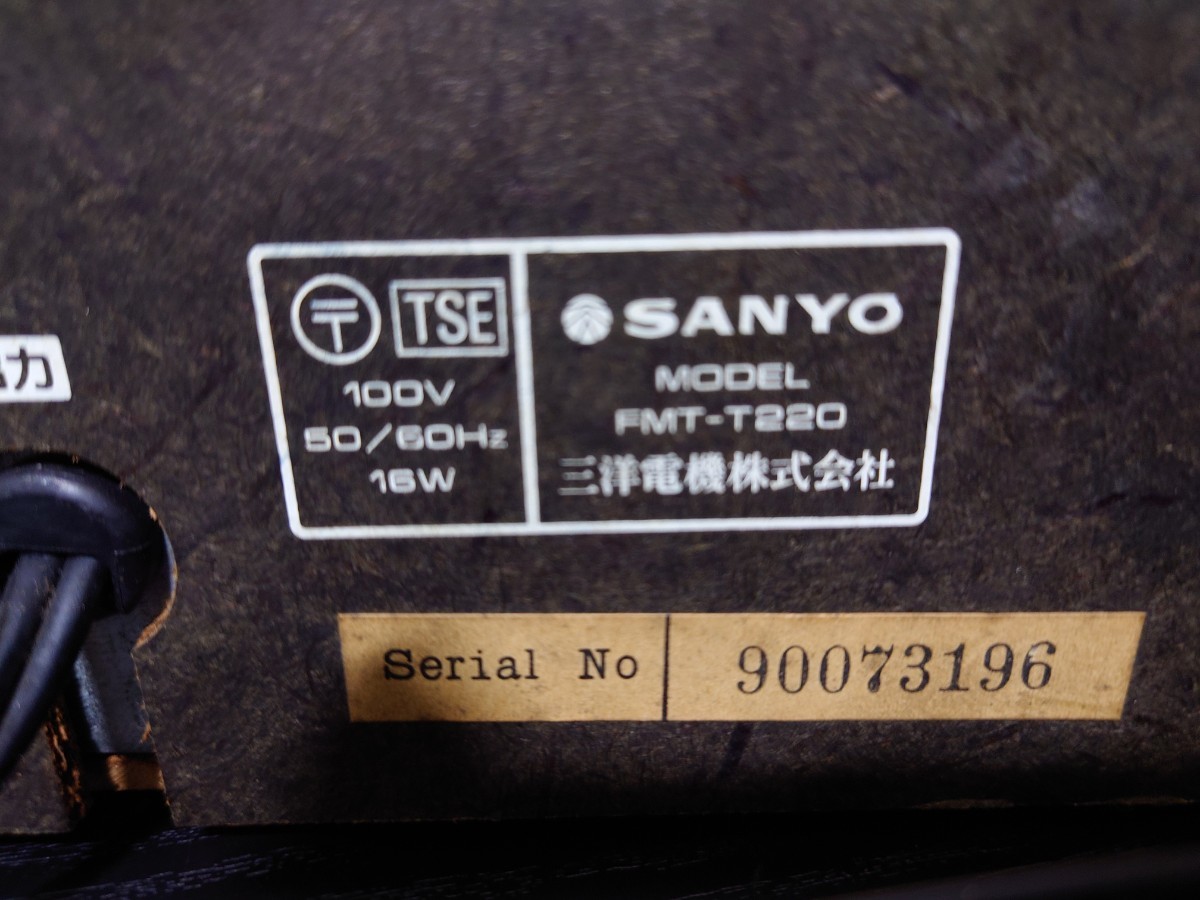 力
〒 TSE
100V
50/60Hz
16W
SANYO
MODEL
FMT-T220
三洋電機株式会社
Serial No 90073196